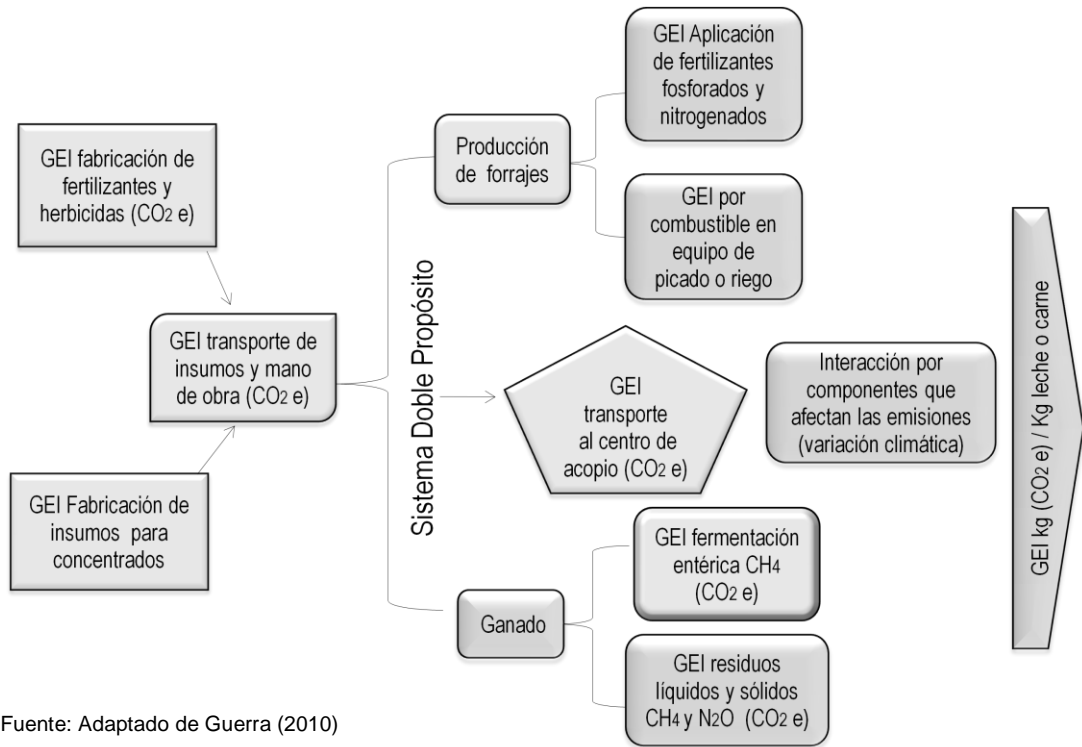 GEI fabricación de
fertilizantes y
herbicidas (CO2 e)
GEI transporte de
insumos y mano
de obra (CO2 e)
GEI Fabricación de
insumos para
concentrados
Sistema Doble Propósito
Producción
de forrajes
GEI Aplicación
de fertilizantes
fosforados y
nitrogenados
GEI por
combustible en
equipo de
picado o riego
GEI
transporte
al centro de
acopio (CO2 e)
Interacción por
componentes que
afectan las emisiones
(variación climática)
Ganado
GEI fermentación
entérica CH4
(CO2 e)
GEI residuos
líquidos y sólidos
CH4 y N2O (CO2 e)
GEI kg (CO2 e) / Kg leche o carne
Fuente: Adaptado de Guerra (2010)